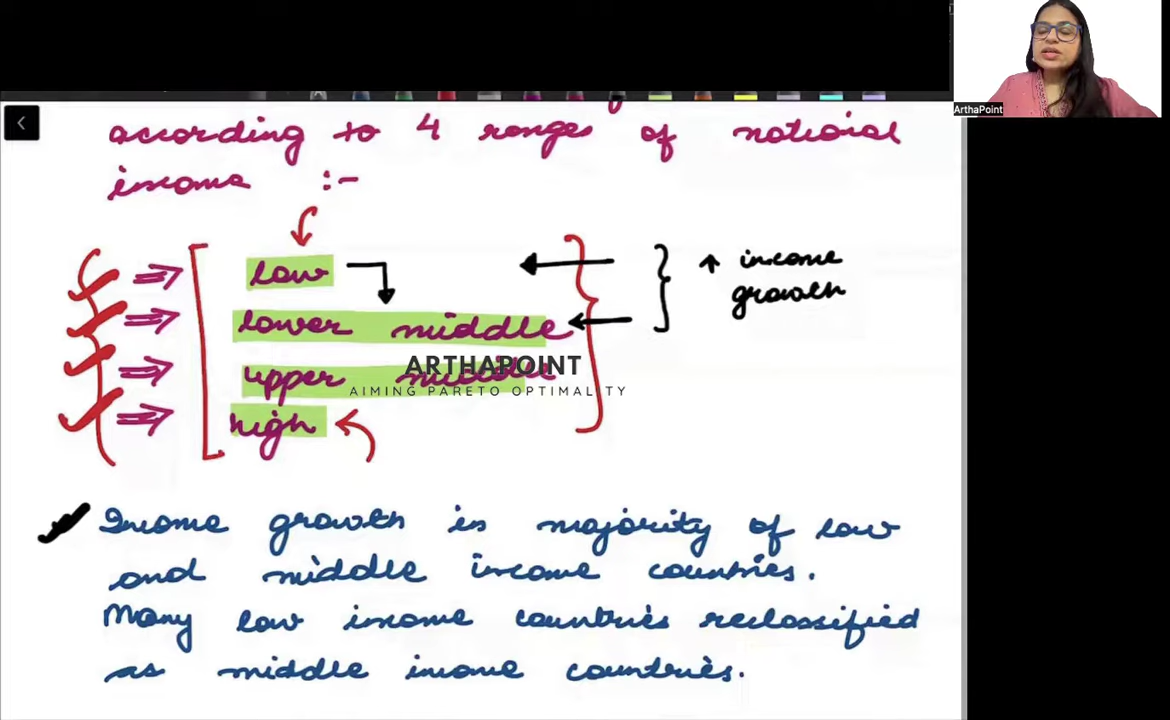 ArthaPoint
according to 4 ranges of national
income :-
low
↑ income
growth
lower middle
ARTHAPOINT
upper middle
AIMING PARETO OPTIMALITY
high
Income growth in majority of low
and middle income countries.
Many low income countries reclassified
as middle income countries.